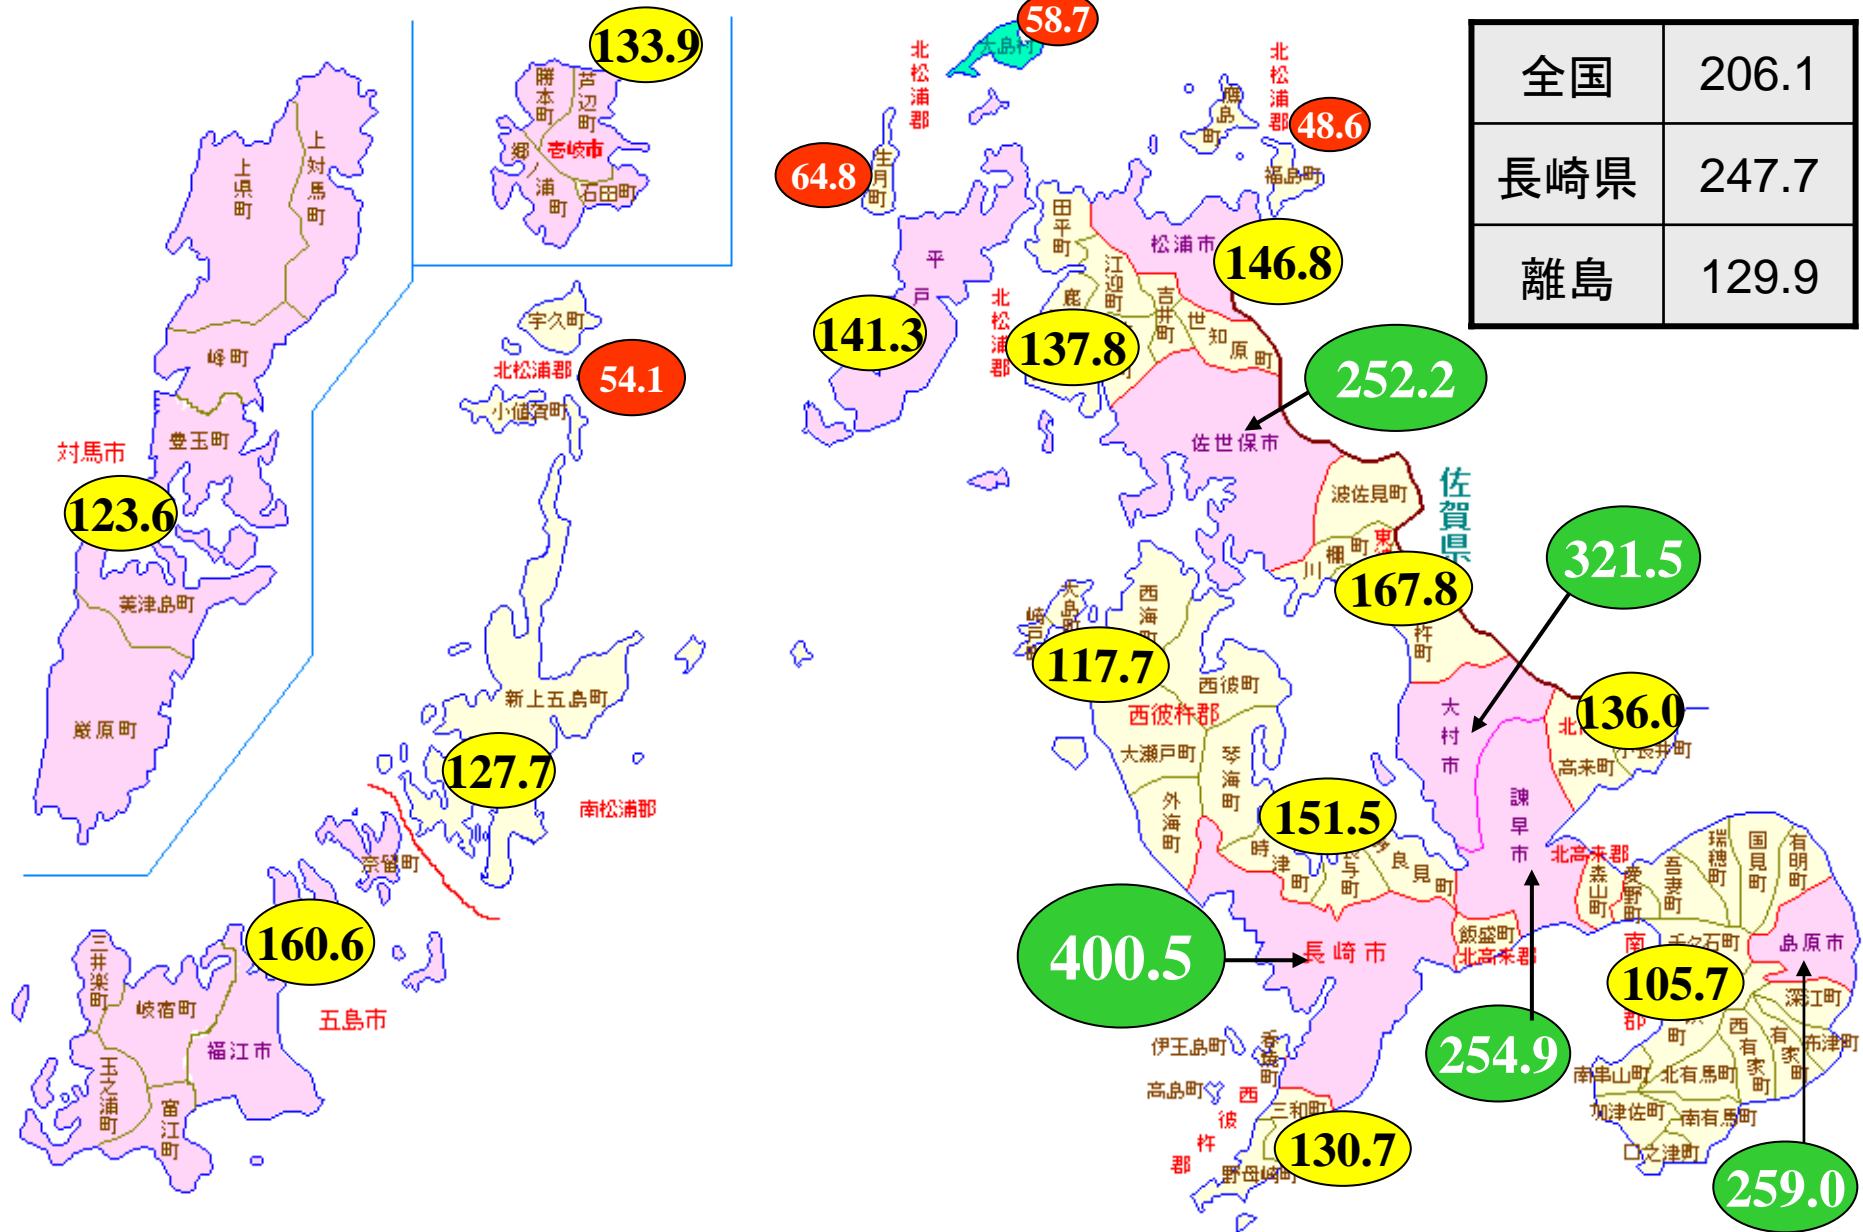 全国 206.1
長崎県 247.7
離島 129.9
133.9
勝本町
芦辺町
壱岐市
郷ノ浦町
石田町
上対馬町
上県町
峰町
豊玉町
対馬市
123.6
美津島町
厳原町
宇久町
北松浦郡
54.1
小値賀町
新上五島町
127.7
南松浦郡
奈留町
160.6
三井楽町
岐宿町
五島市
福江市
玉之浦町
富江町
58.7
大島村
北松浦郡
北松浦郡
鷹島町
48.6
福島町
64.8
生月町
平戸
141.3
田平町
松浦市
146.8
江迎町
鹿
吉井町
世知原町
北松浦郡
137.8
252.2
佐世保市
波佐見町
佐賀県
川棚町
東
167.8
杵町
321.5
大島町
崎戸
西海
117.7
西彼町
西彼杵郡
大瀬戸町
琴海町
外海町
大村市
136.0
北
高来町
小長井町
諫早市
151.5
時津町
長与町
多良見町
北高来郡
森山町
愛野町
吾妻町
瑞穂町
国見町
有明町
飯盛町
北高来郡
400.5
長崎市
254.9
千々石町
島原市
南
郡
105.7
深江町
布津町
有家町
西有家町
北有馬町
南串山町
加津佐町
南有馬町
口之津町
259.0
伊王島町
香焼町
高島町
西彼杵郡
三和町
130.7
野母崎町